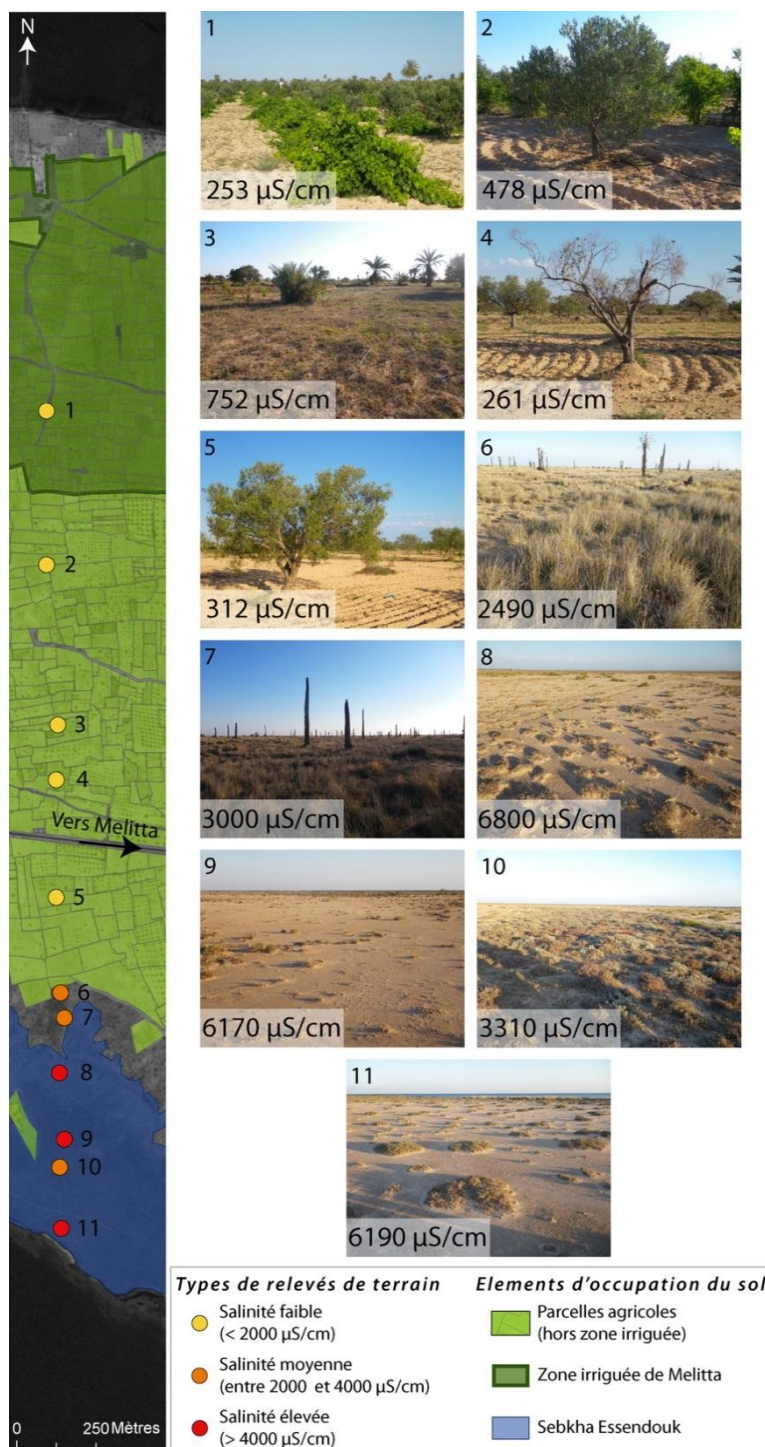 N
1
2
3
4
Vers Melitta
5
6
7
8
9
10
11
0 250 Mètres
1
253 µS/cm
2
478 µS/cm
3
752 µS/cm
4
261 µS/cm
5
312 µS/cm
6
2490 µS/cm
7
3000 µS/cm
8
6800 µS/cm
9
6170 µS/cm
10
3310 µS/cm
11
6190 µS/cm
Types de relevés de terrain
Salinité faible
(< 2000 µS/cm)
Salinité moyenne
(entre 2000 et 4000 µS/cm)
Salinité élevée
(> 4000 µS/cm)
Elements d'occupation du sol
Parcelles agricoles
(hors zone irriguée)
Zone irriguée de Melitta
Sebkha Essendouk